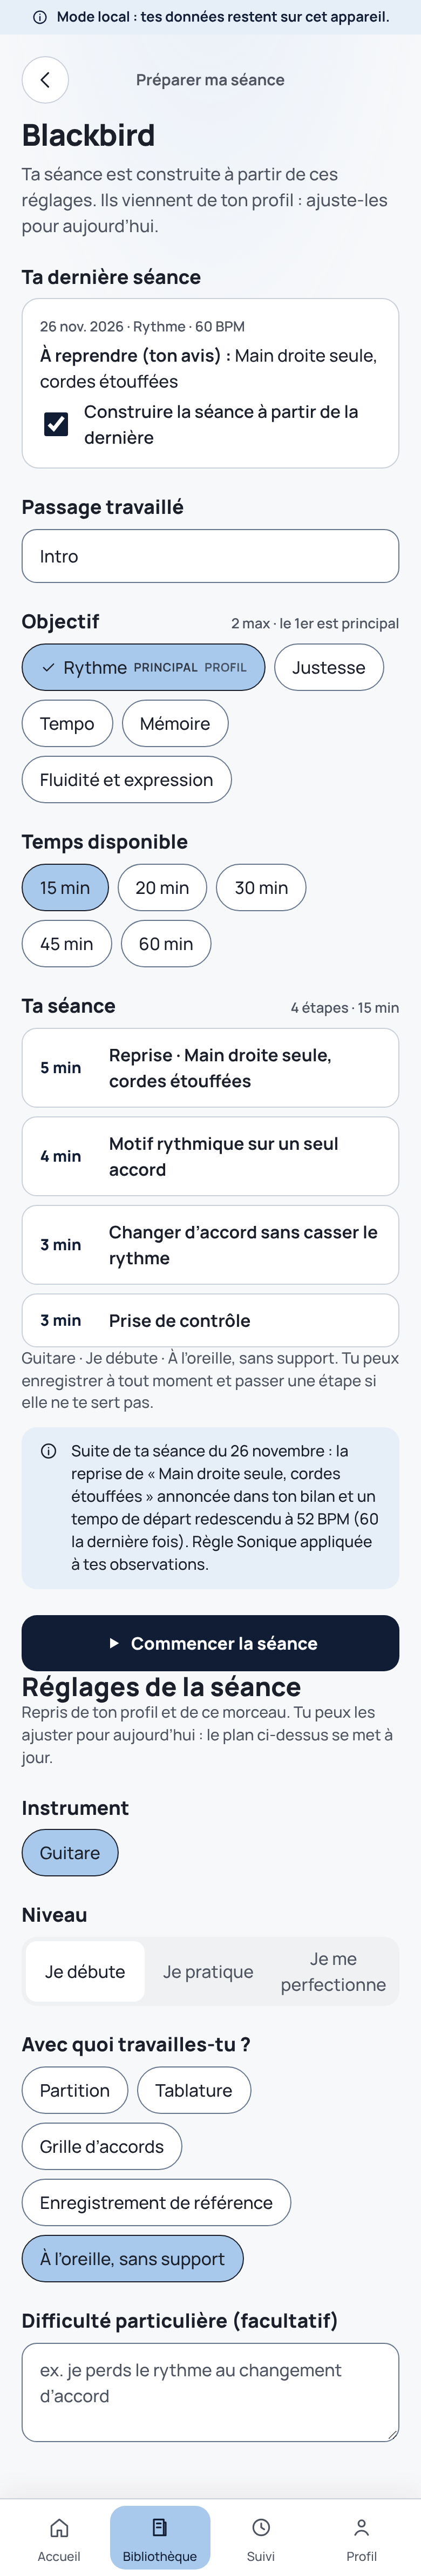 Mode local : tes données restent sur cet appareil.
Préparer ma séance
Blackbird
Ta séance est construite à partir de ces
réglages. Ils viennent de ton profil : ajuste-les
pour aujourd'hui.
Ta dernière séance
26 nov. 2026 · Rythme · 60 BPM
À reprendre (ton avis) : Main droite seule,
cordes étouffées
Construire la séance à partir de la
dernière
Passage travaillé
Intro
Objectif
2 max · le 1er est principal
Rythme PRINCIPAL PROFIL
Justesse
Tempo
Mémoire
Fluidité et expression
Temps disponible
15 min
20 min
30 min
45 min
60 min
Ta séance
4 étapes · 15 min
5 min
Reprise · Main droite seule,
cordes étouffées
4 min
Motif rythmique sur un seul
accord
3 min
Changer d'accord sans casser le
rythme
3 min
Prise de contrôle
Guitare · Je débute · À l'oreille, sans support. Tu peux
enregistrer à tout moment et passer une étape si
elle ne te sert pas.
Suite de ta séance du 26 novembre : la
reprise de « Main droite seule, cordes
étouffées » annoncée dans ton bilan et un
tempo de départ redescendu à 52 BPM (60
la dernière fois). Règle Sonique appliquée
à tes observations.
Commencer la séance
Réglages de la séance
Repris de ton profil et de ce morceau. Tu peux les
ajuster pour aujourd'hui : le plan ci-dessus se met à
jour.
Instrument
Guitare
Niveau
Je débute
Je pratique
Je me
perfectionne
Avec quoi travailles-tu ?
Partition
Tablature
Grille d'accords
Enregistrement de référence
À l'oreille, sans support
Difficulté particulière (facultatif)
ex. je perds le rythme au changement
d'accord
Accueil
Bibliothèque
Suivi
Profil